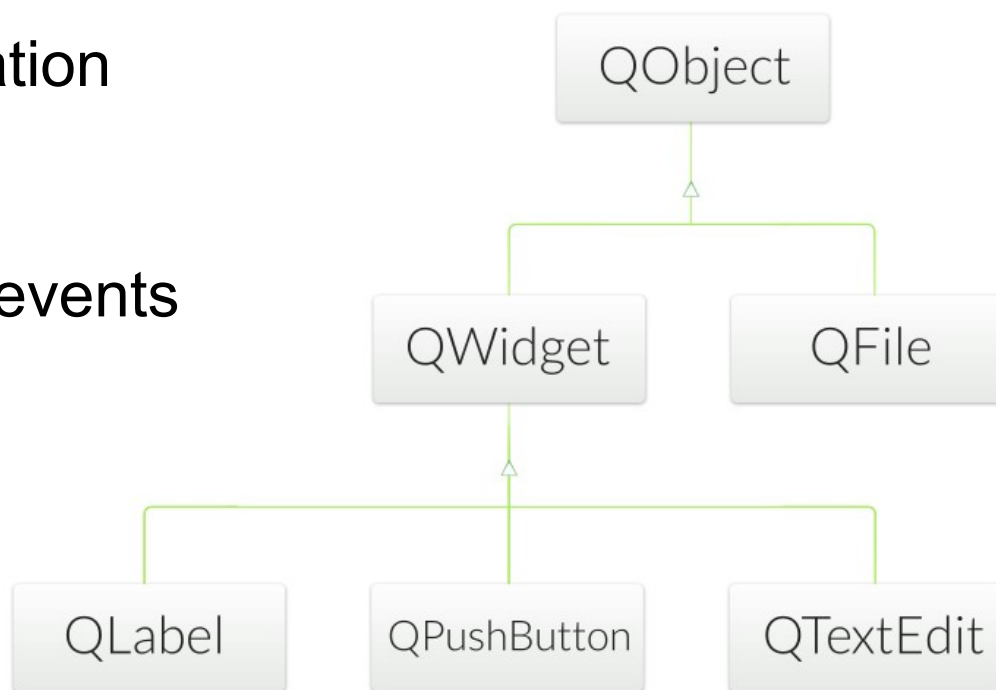 ation
QObject
events
QWidget
QFile
QLabel
QPushButton
QTextEdit